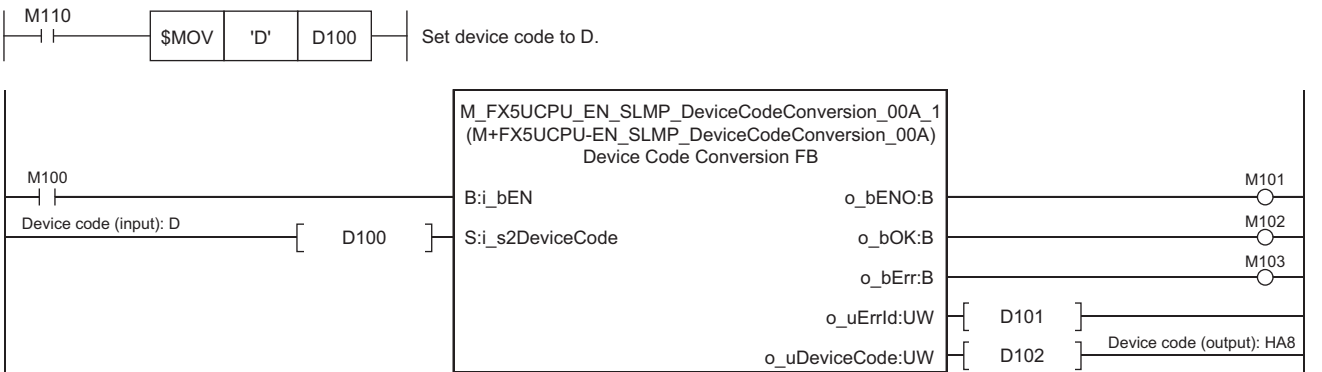 M110
$MOV 'D' D100 Set device code to D.
M_FX5UCPU_EN_SLMP_DeviceCodeConversion_00A_1
(M+FX5UCPU-EN_SLMP_DeviceCodeConversion_00A)
Device Code Conversion FB
M100 M101
B:i_bEN o_bENO:B
Device code (input): D M102
D100 S:i_s2DeviceCode o_bOK:B
M103
o_bErr:B
o_uErrId:UW D101
Device code (output): HA8
o_uDeviceCode:UW D102